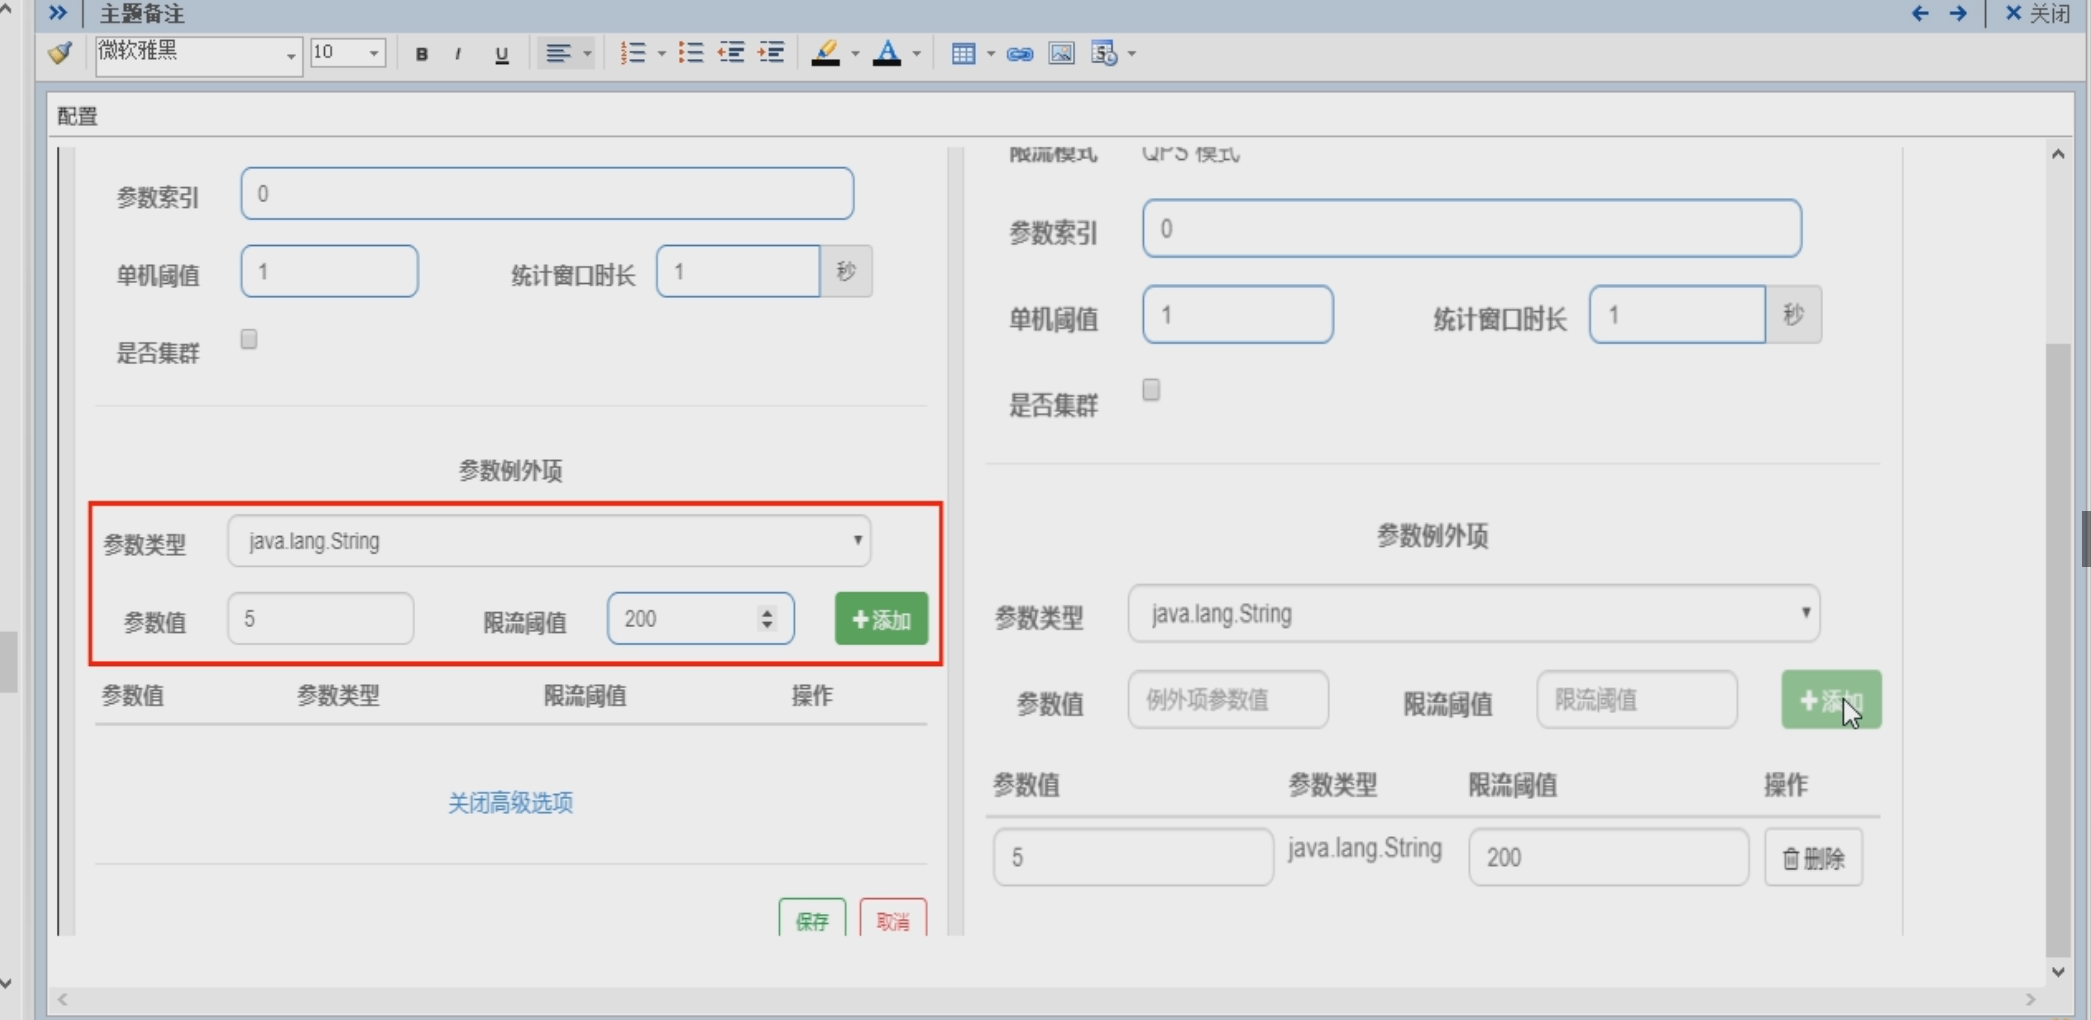 主题备注
关闭
微软雅黑
10
B I U
配置
参数索引 0
单机阈值 1 统计窗口时长 1 秒
是否集群
参数例外项
参数类型 java.lang.String
参数值 5 限流阈值 200 添加
参数值 参数类型 限流阈值 操作
关闭高级选项
保存 取消
限流模式 QPS 模式
参数索引 0
单机阈值 1 统计窗口时长 1 秒
是否集群
参数例外项
参数类型 java.lang.String
参数值 例外项参数值 限流阈值 限流阈值 添加
参数值 参数类型 限流阈值 操作
5 java.lang.String 200 删除